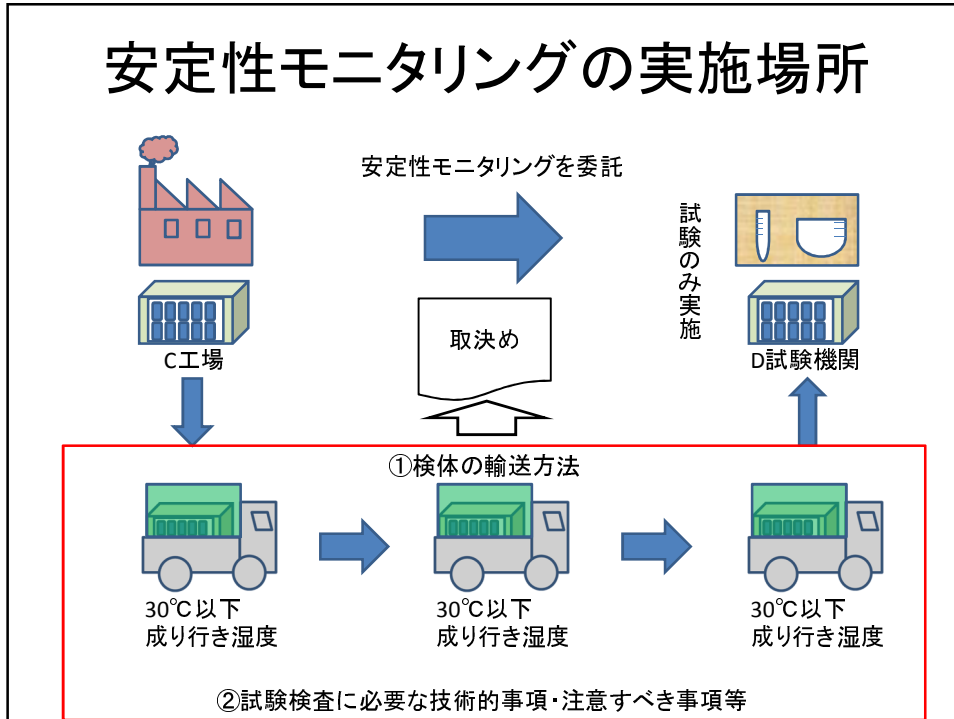 安定性モニタリングの実施場所
安定性モニタリングを委託
試験のみ実施
取決め
C工場
D試験機関
①検体の輸送方法
30℃以下
成り行き湿度
30℃以下
成り行き湿度
30℃以下
成り行き湿度
②試験検査に必要な技術的事項・注意すべき事項等